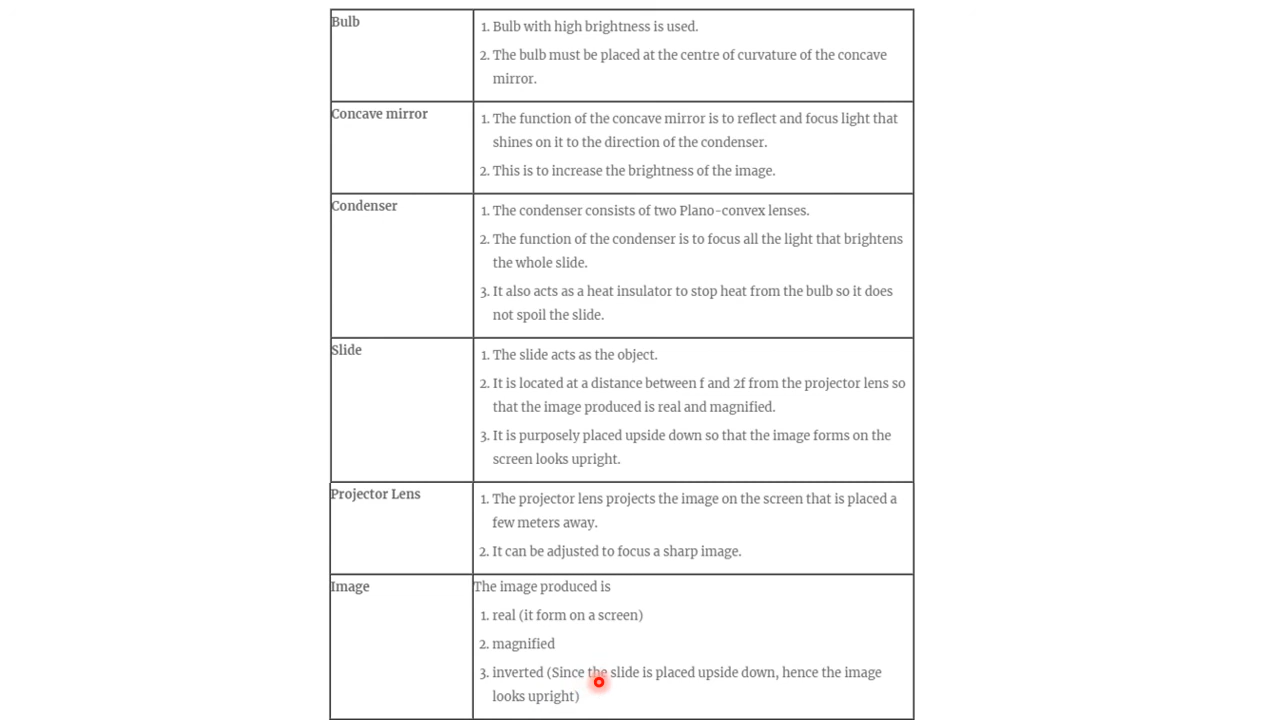 Bulb
1. Bulb with high brightness is used.
2. The bulb must be placed at the centre of curvature of the concave
mirror.
Concave mirror
1. The function of the concave mirror is to reflect and focus light that
shines on it to the direction of the condenser.
2. This is to increase the brightness of the image.
Condenser
1. The condenser consists of two Plano-convex lenses.
2. The function of the condenser is to focus all the light that brightens
the whole slide.
3. It also acts as a heat insulator to stop heat from the bulb so it does
not spoil the slide.
Slide
1. The slide acts as the object.
2. It is located at a distance between f and 2f from the projector lens so
that the image produced is real and magnified.
3. It is purposely placed upside down so that the image forms on the
screen looks upright.
Projector Lens
1. The projector lens projects the image on the screen that is placed a
few meters away.
2. It can be adjusted to focus a sharp image.
Image
The image produced is
1. real (it form on a screen)
2. magnified
3. inverted (Since the slide is placed upside down, hence the image
looks upright)